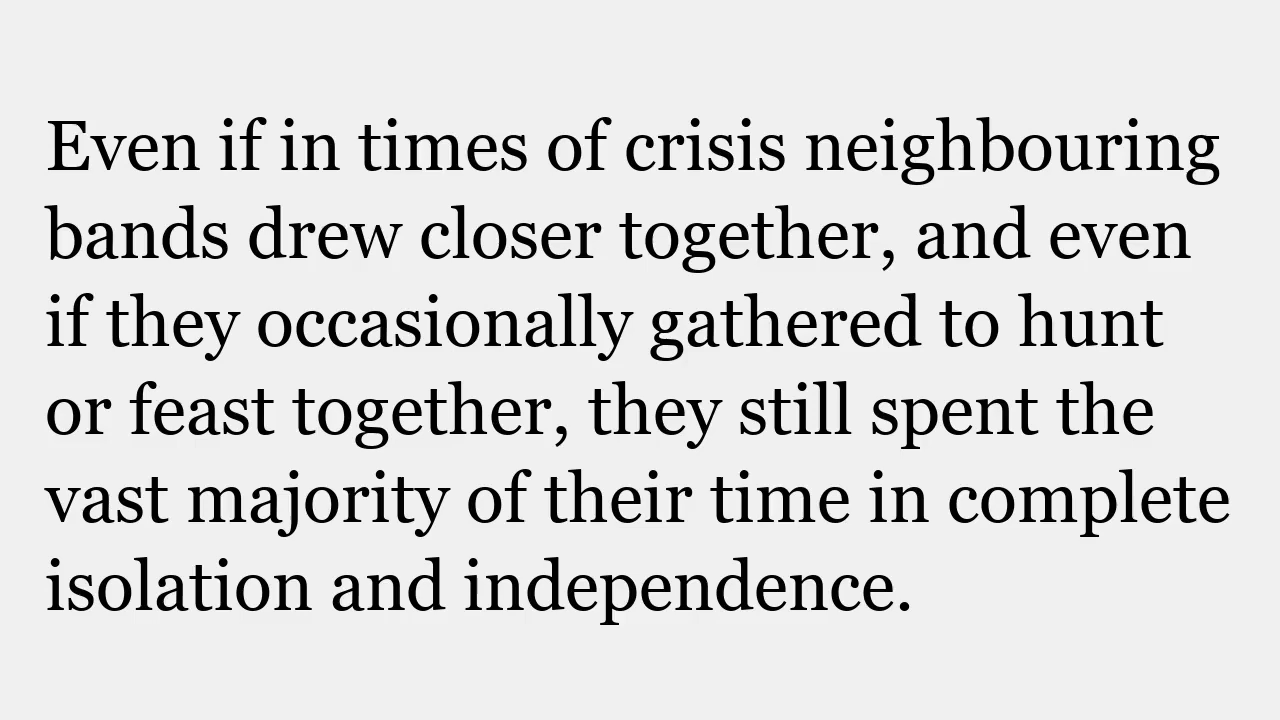 Even if in times of crisis neighbouring
bands drew closer together, and even
if they occasionally gathered to hunt
or feast together, they still spent the
vast majority of their time in complete
isolation and independence.